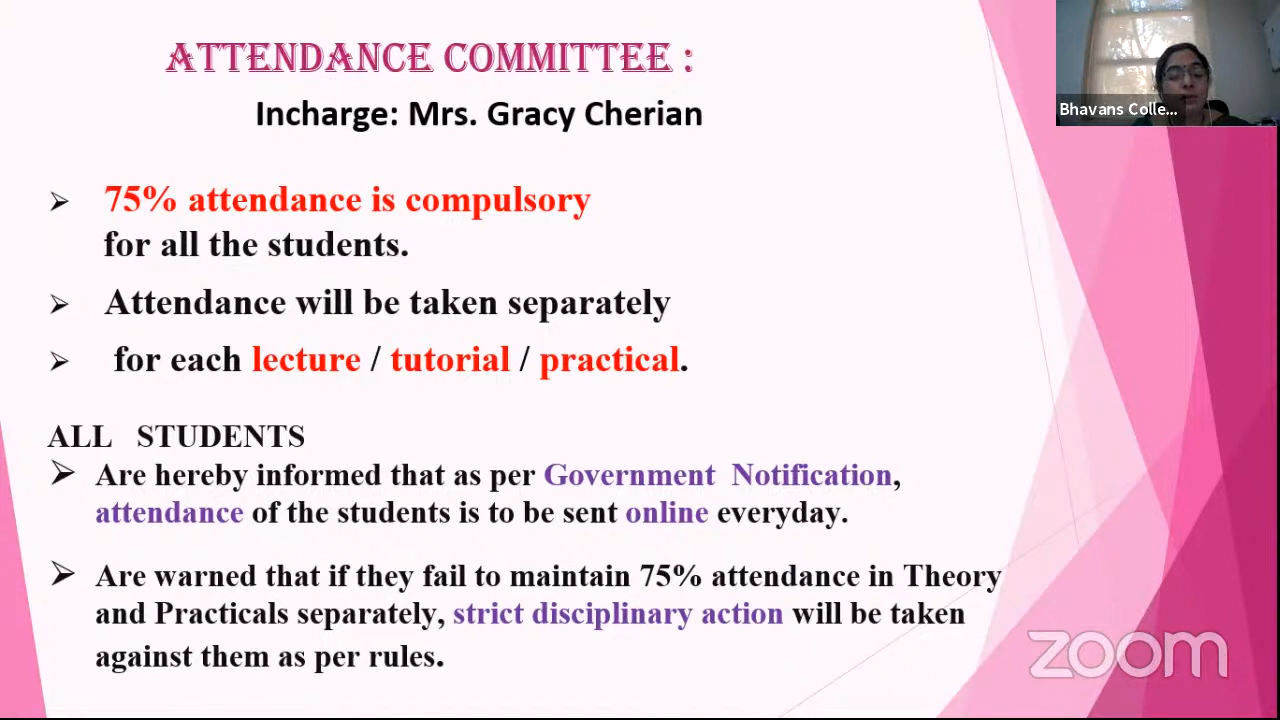 ATTENDANCE COMMITTEE :
Incharge: Mrs. Gracy Cherian
Bhavans Colle...
➢ 75% attendance is compulsory
for all the students.
➢ Attendance will be taken separately
➢ for each lecture / tutorial / practical.
ALL STUDENTS
➢ Are hereby informed that as per Government Notification,
attendance of the students is to be sent online everyday.
➢ Are warned that if they fail to maintain 75% attendance in Theory
and Practicals separately, strict disciplinary action will be taken
against them as per rules.
zoom